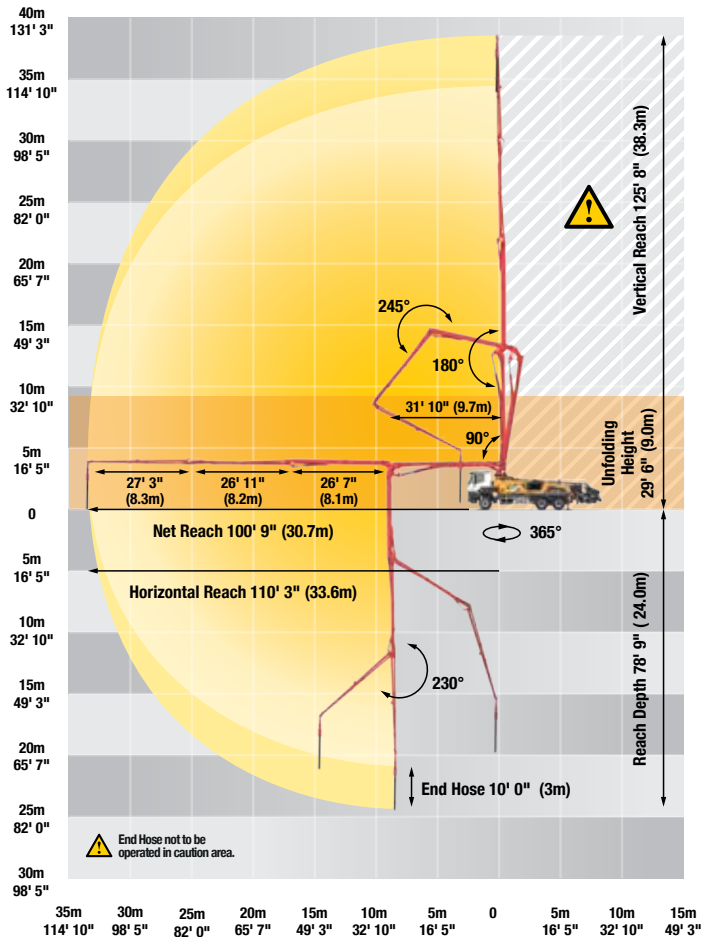 40m
131' 3"
35m
114' 10"
30m
98' 5"
25m
82' 0"
20m
65' 7"
15m
49' 3"
10m
32' 10"
5m
16' 5"
0
5m
16' 5"
10m
32' 10"
15m
49' 3"
20m
65' 7"
25m
82' 0"
30m
98' 5"
Vertical Reach 125' 8" (38.3m)
245°
180°
31' 10" (9.7m)
90°
Unfolding
Height
29' 6" (9.0m)
27' 3"
(8.3m)
26' 11"
(8.2m)
26' 7"
(8.1m)
Net Reach 100' 9" (30.7m)
365°
Horizontal Reach 110' 3" (33.6m)
Reach Depth 78' 9" ( 24.0m)
230°
End Hose 10' 0" (3m)
End Hose not to be
operated in caution area.
35m
114' 10"
30m
98' 5"
25m
82' 0"
20m
65' 7"
15m
49' 3"
10m
32' 10"
5m
16' 5"
0
5m
16' 5"
10m
32' 10"
15m
49' 3"